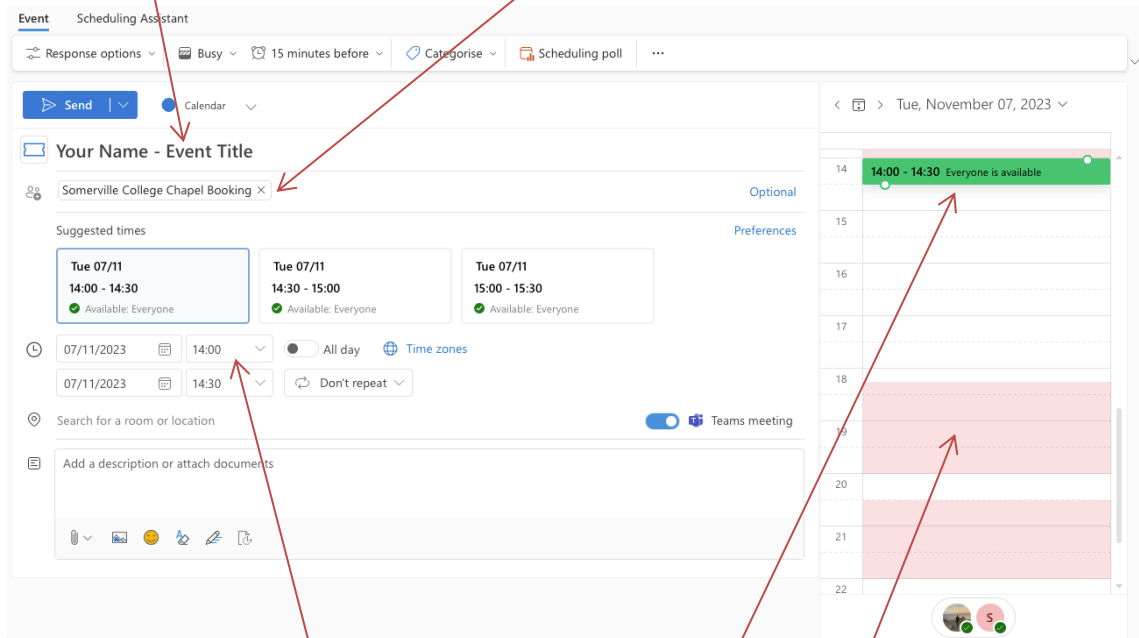 Event Scheduling Assistant
Response options Busy 15 minutes before Categorise Scheduling poll ...
Send Calendar
Your Name - Event Title
Somerville College Chapel Booking ×
Optional
Suggested times Preferences
Tue 07/11 Tue 07/11 Tue 07/11
14:00 - 14:30 14:30 - 15:00 15:00 - 15:30
Available: Everyone Available: Everyone Available: Everyone
07/11/2023 14:00 All day Time zones
07/11/2023 14:30 Don't repeat
Search for a room or location Teams meeting
Add a description or attach documents
Tue, November 07, 2023
14 14:00 - 14:30 Everyone is available
15
16
17
18
19
20
21
22
S